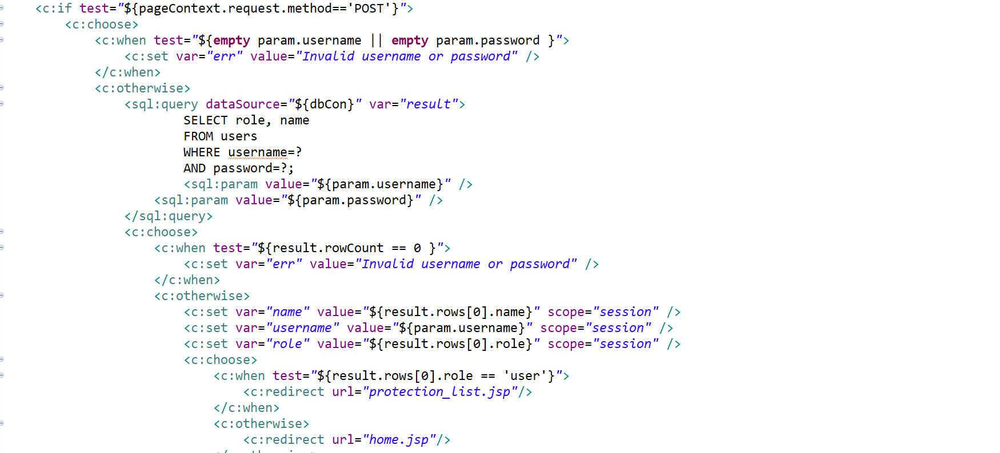 <c:if test="${pageContext.request.method=='POST'}">
<c:choose>
<c:when test="${empty param.username || empty param.password }">
<c:set var="err" value="Invalid username or password" />
</c:when>
<c:otherwise>
<sql:query dataSource="${dbCon}" var="result">
SELECT role, name
FROM users
WHERE username=?
AND password=?;
<sql:param value="${param.username}" />
<sql:param value="${param.password}" />
</sql:query>
<c:choose>
<c:when test="${result.rowCount == 0 }">
<c:set var="err" value="Invalid username or password" />
</c:when>
<c:otherwise>
<c:set var="name" value="${result.rows[0].name}" scope="session" />
<c:set var="username" value="${param.username}" scope="session" />
<c:set var="role" value="${result.rows[0].role}" scope="session" />
<c:choose>
<c:when test="${result.rows[0].role == 'user'}">
<c:redirect url="protection_list.jsp"/>
</c:when>
<c:otherwise>
<c:redirect url="home.jsp"/>